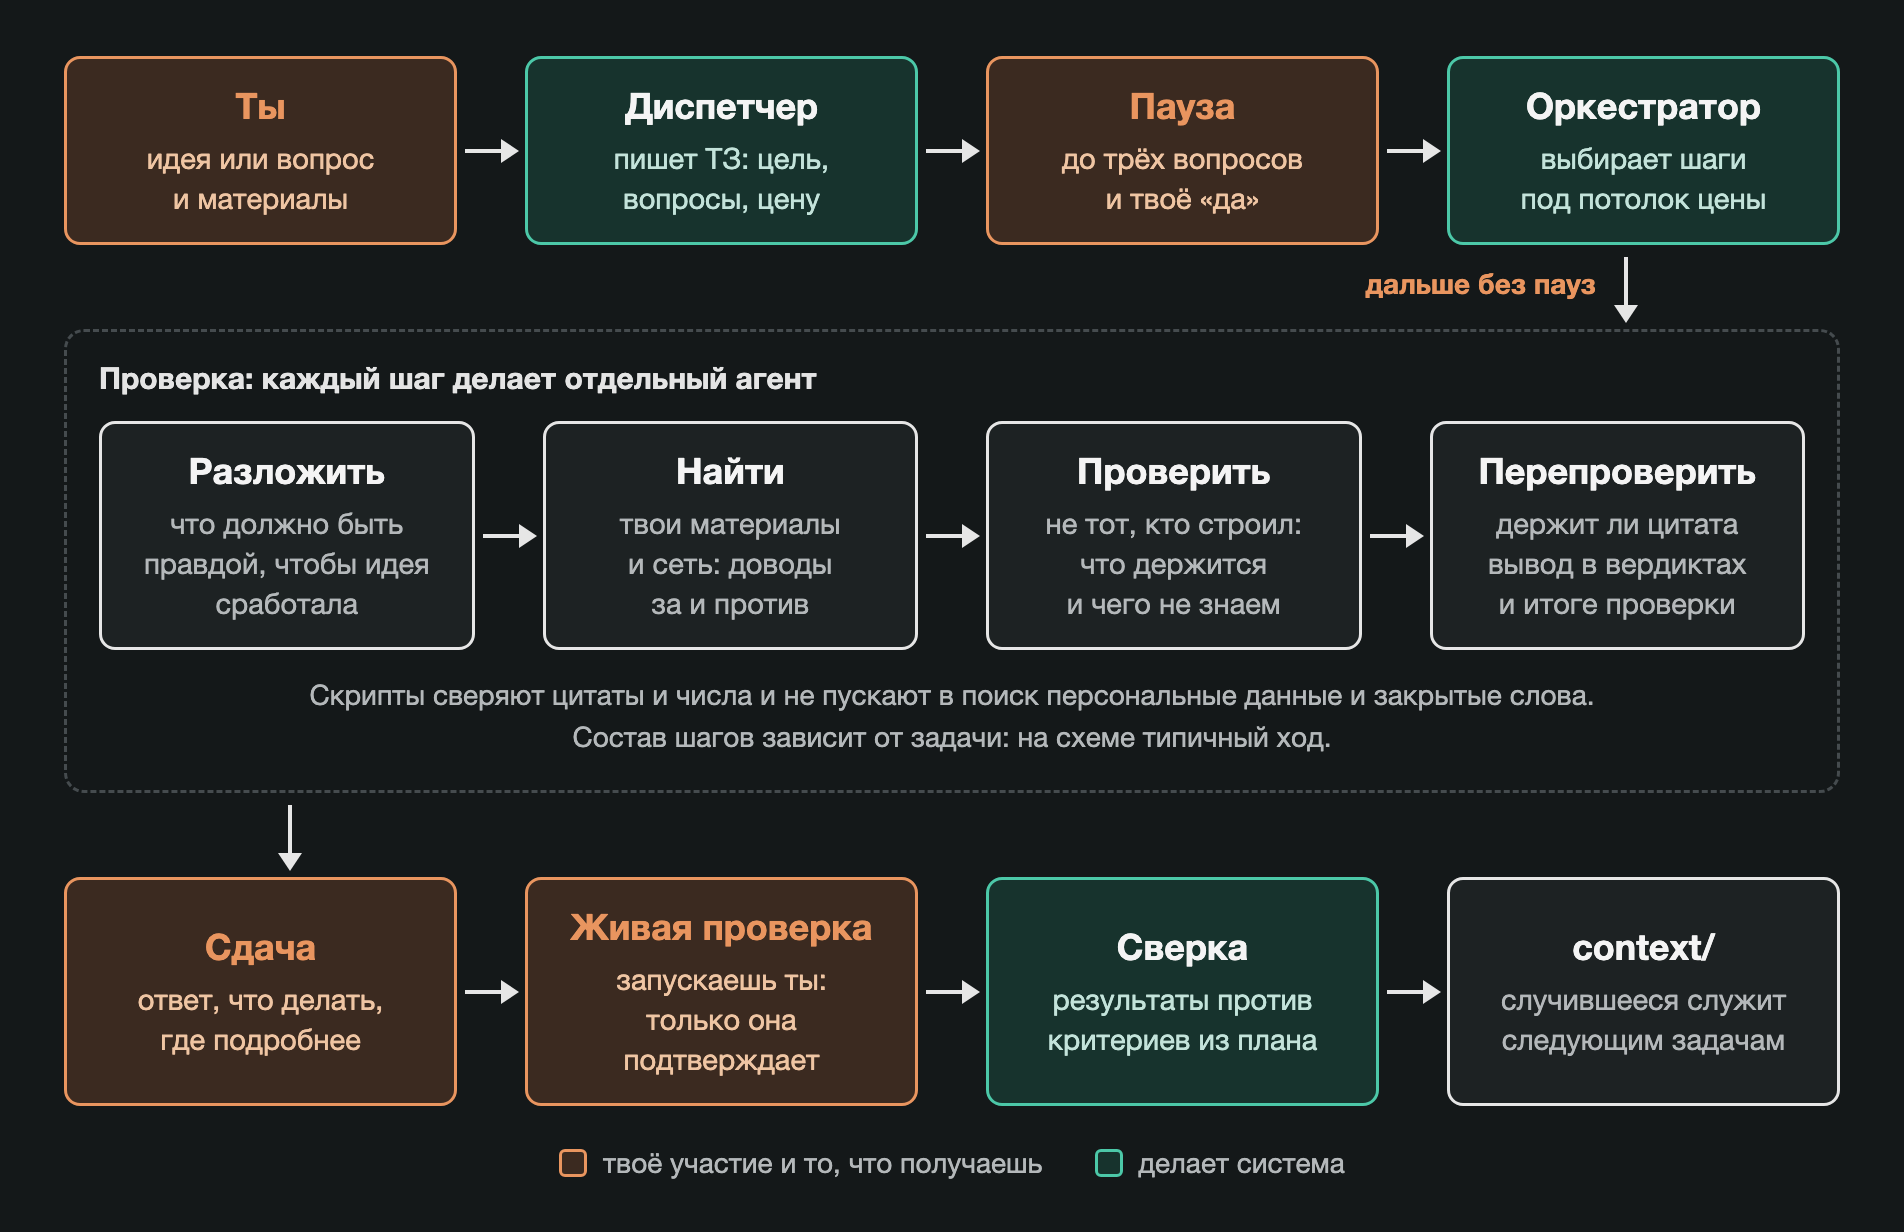 Ты
идея или вопрос
и материалы
Диспетчер
пишет ТЗ: цель,
вопросы, цену
Пауза
до трёх вопросов
и твоё «да»
Оркестратор
выбирает шаги
под потолок цены
дальше без пауз
Проверка: каждый шаг делает отдельный агент
Разложить
что должно быть
правдой, чтобы идея
сработала
Найти
твои материалы
и сеть: доводы
за и против
Проверить
не тот, кто строил:
что держится
и чего не знаем
Перепроверить
держит ли цитата
вывод в вердиктах
и итоге проверки
Скрипты сверяют цитаты и числа и не пускают в поиск персональные данные и закрытые слова.
Состав шагов зависит от задачи: на схеме типичный ход.
Сдача
ответ, что делать,
где подробнее
Живая проверка
запускаешь ты:
только она
подтверждает
Сверка
результаты против
критериев из плана
context/
случившееся служит
следующим задачам
твоё участие и то, что получаешь
делает система